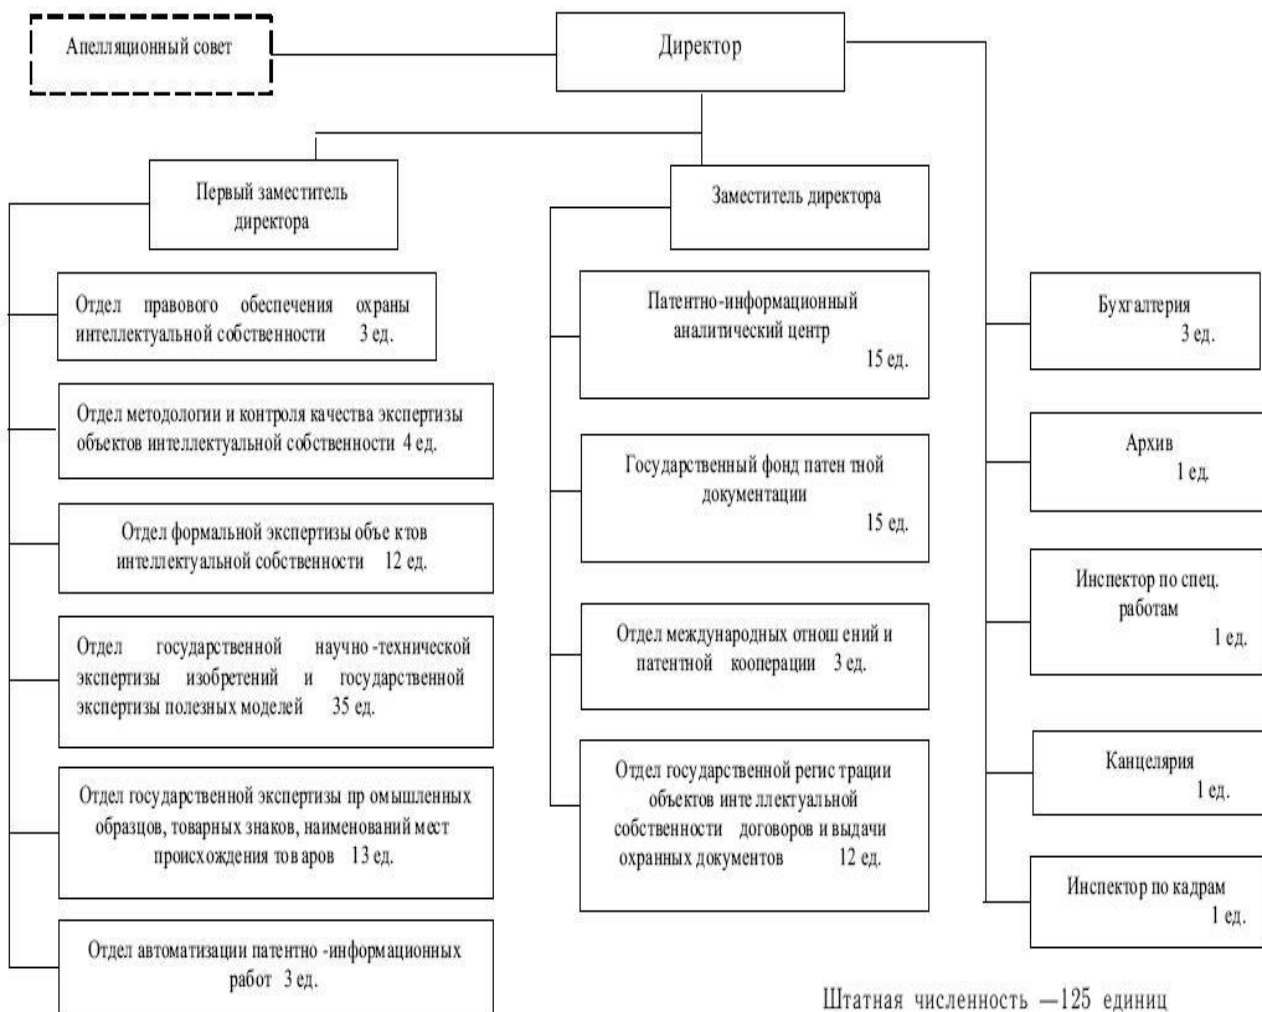 Апелляционный совет
Директор
Первый заместитель
директора
Заместитель директора
Отдел правового обеспечения охраны
интеллектуальной собственности 3 ед.
Отдел методологии и контроля качества экспертизы
объектов интеллектуальной собственности 4 ед.
Отдел формальной экспертизы объе ктов
интеллектуальной собственности 12 ед.
Отдел государственной научно -технической
экспертизы изобретений и государственной
экспертизы полезных моделей 35 ед.
Отдел государственной экспертизы пр омышленных
образцов, товарных знаков, наименований мест
происхождения тов аров 13 ед.
Отдел автоматизации патентно -информационных
работ 3 ед.
Патентно-информационный
аналитический центр
15 ед.
Государственный фонд патен тной
документации
15 ед.
Отдел международных отнош ений и
патентной кооперации 3 ед.
Отдел государственной регис трации
объектов инте ллектуальной
собственности договоров и выдачи
охранных документов 12 ед.
Бухгалтерия
3 ед.
Архив
1 ед.
Инспектор по спец.
работам
1 ед.
Канцелярия
1 ед.
Инспектор по кадрам
1 ед.
Штатная численность —125 единиц